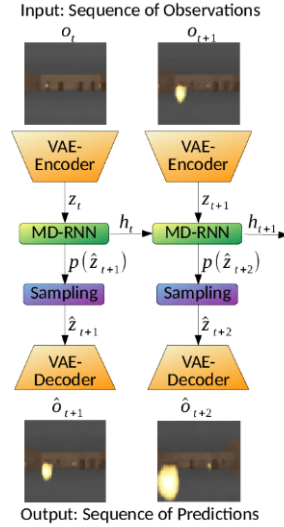 Input: Sequence of Observations
o_t o_{t+1}
VAE-Encoder VAE-Encoder
z_t z_{t+1}
MD-RNN h_t MD-RNN h_{t+1}
p(ẑ_{t+1}) p(ẑ_{t+2})
Sampling Sampling
ẑ_{t+1} ẑ_{t+2}
VAE-Decoder VAE-Decoder
ô_{t+1} ô_{t+2}
Output: Sequence of Predictions